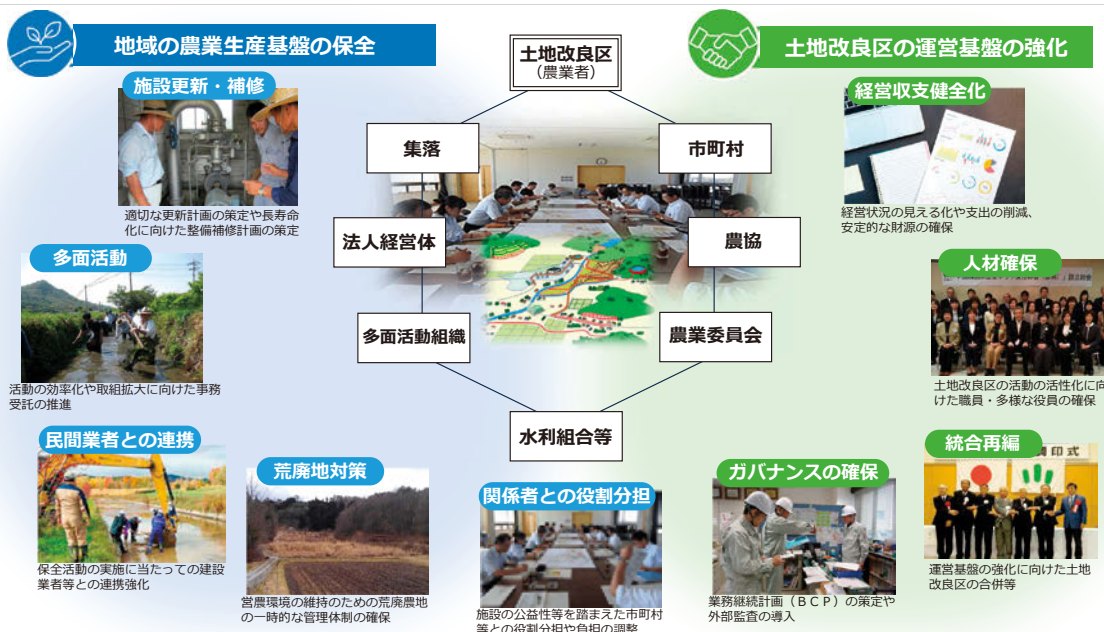 地域の農業生産基盤の保全
施設更新・補修
適切な更新計画の策定や長寿命
化に向けた整備補修計画の策定
多面活動
活動の効率化や取組拡大に向けた事務
受託の推進
民間業者との連携
保全活動の実施に当たっての建設
業者等との連携強化
荒廃地対策
営農環境の維持のための荒廃農地
の一時的な管理体制の確保
関係者との役割分担
施設の公益性等を踏まえた市町村
等との役割分担や負担の調整
土地改良区
（農業者）
集落
市町村
法人経営体
農協
多面活動組織
農業委員会
水利組合等
土地改良区の運営基盤の強化
経営収支健全化
経営状況の見える化や支出の削減、
安定的な財源の確保
人材確保
土地改良区の活動の活性化に向
けた職員・多様な役員の確保
統合再編
調印式
運営基盤の強化に向けた土地
改良区の合併等
ガバナンスの確保
業務継続計画（ＢＣＰ）の策定や
外部監査の導入